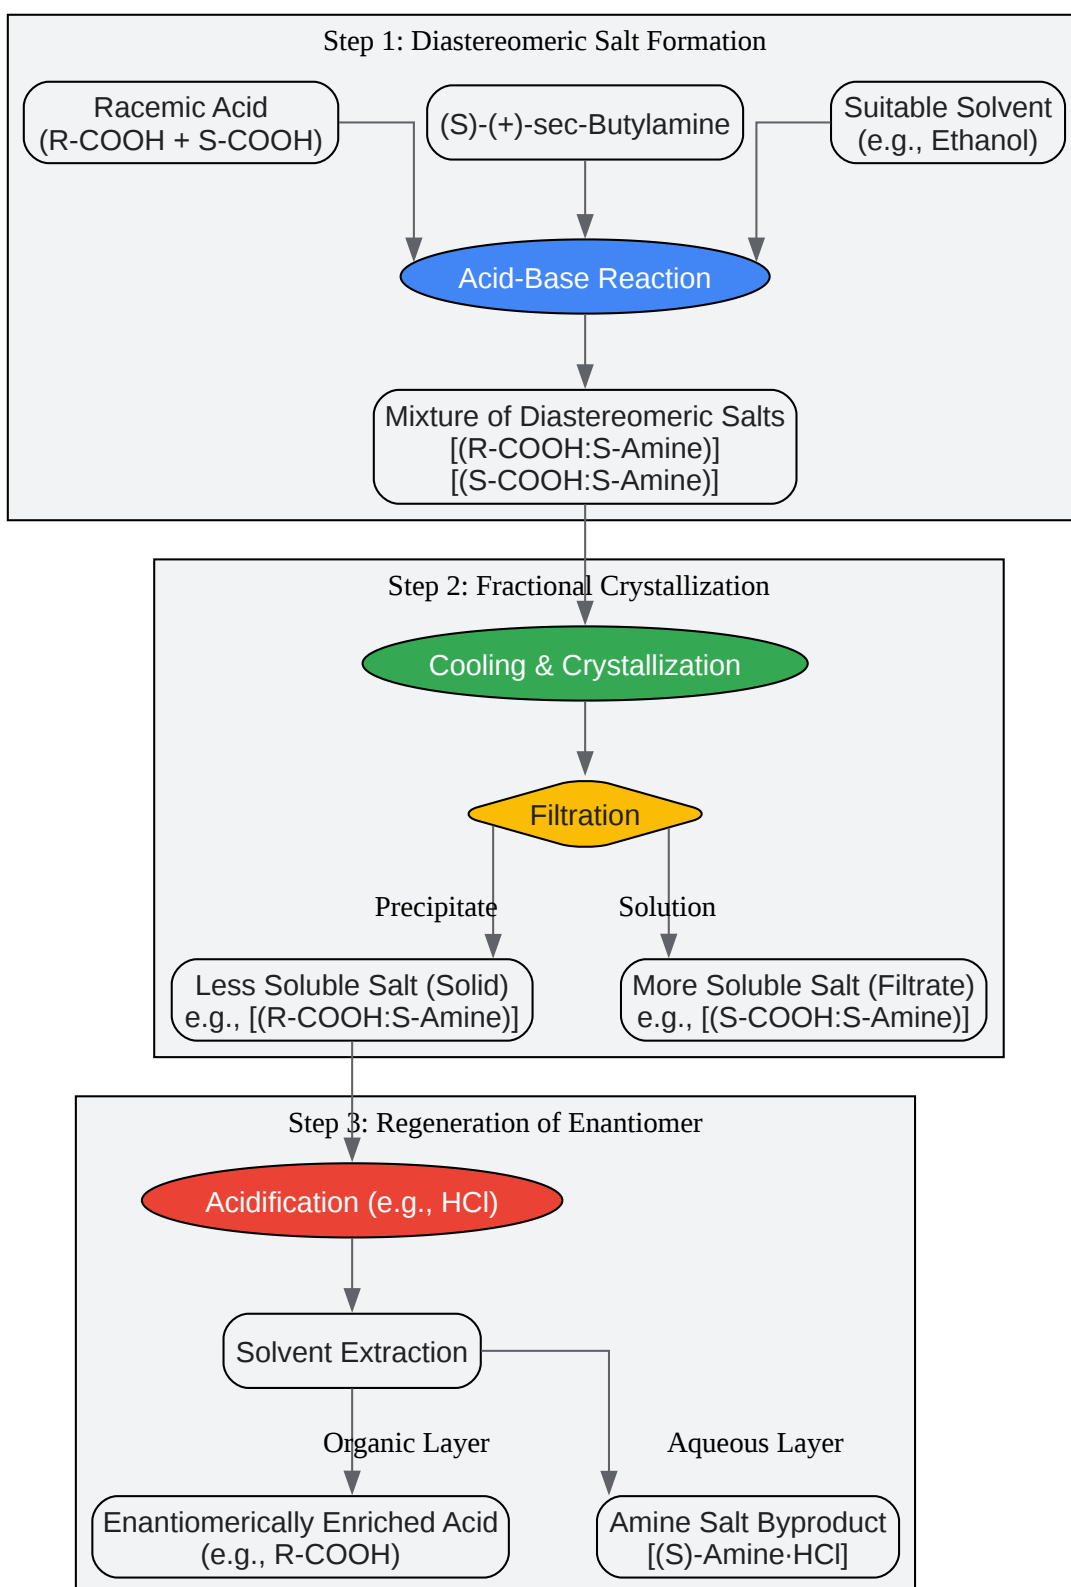 Step 1: Diastereomeric Salt Formation
Racemic Acid
(R-COOH + S-COOH)
(S)-(+)-sec-Butylamine
Suitable Solvent
(e.g., Ethanol)
Acid-Base Reaction
Mixture of Diastereomeric Salts
[(R-COOH:S-Amine)]
[(S-COOH:S-Amine)]
Step 2: Fractional Crystallization
Cooling & Crystallization
Filtration
Precipitate
Solution
Less Soluble Salt (Solid)
e.g., [(R-COOH:S-Amine)]
More Soluble Salt (Filtrate)
e.g., [(S-COOH:S-Amine)]
Step 3: Regeneration of Enantiomer
Acidification (e.g., HCl)
Solvent Extraction
Organic Layer
Aqueous Layer
Enantiomerically Enriched Acid
(e.g., R-COOH)
Amine Salt Byproduct
[(S)-Amine·HCl]